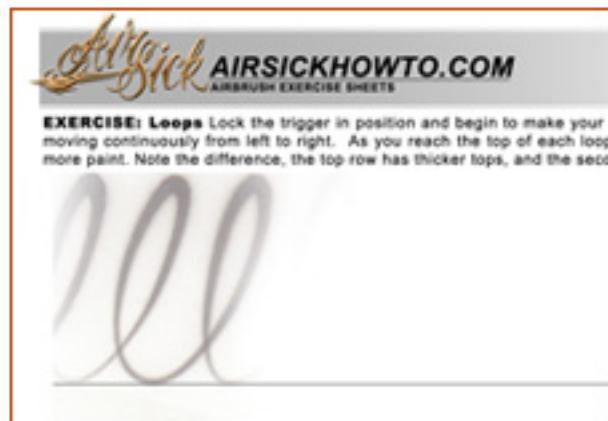 AirSick
AIRSICKHOWTO.COM
AIRBRUSH EXERCISE SHEETS
EXERCISE: Loops Lock the trigger in position and begin to make your
moving continuously from left to right. As you reach the top of each loop
more paint. Note the difference, the top row has thicker tops, and the seco